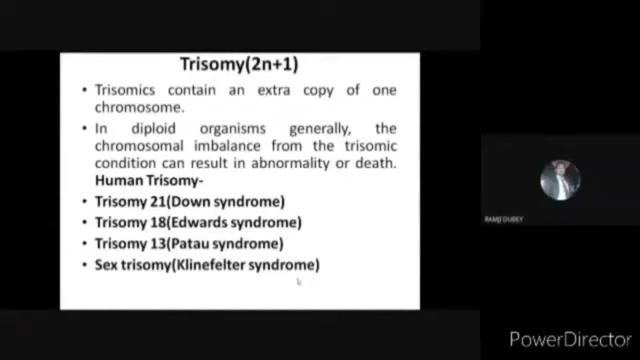 Trisomy(2n+1)
• Trisomics contain an extra copy of one
chromosome.
• In diploid organisms generally, the
chromosomal imbalance from the trisomic
condition can result in abnormality or death.
Human Trisomy-
• Trisomy 21(Down syndrome)
• Trisomy 18(Edwards syndrome)
• Trisomy 13(Patau syndrome)
• Sex trisomy(Klinefelter syndrome)
RAMJI DUBEY
PowerDirector